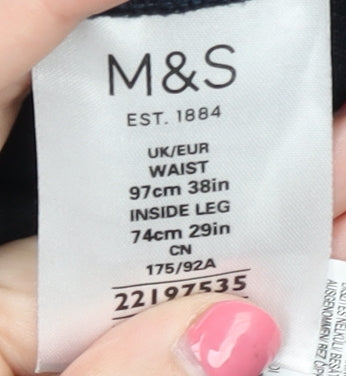 M&S
EST. 1884
UK/EUR
WAIST
97cm 38in
INSIDE LEG
74cm 29in
CN
175/92A
22197535